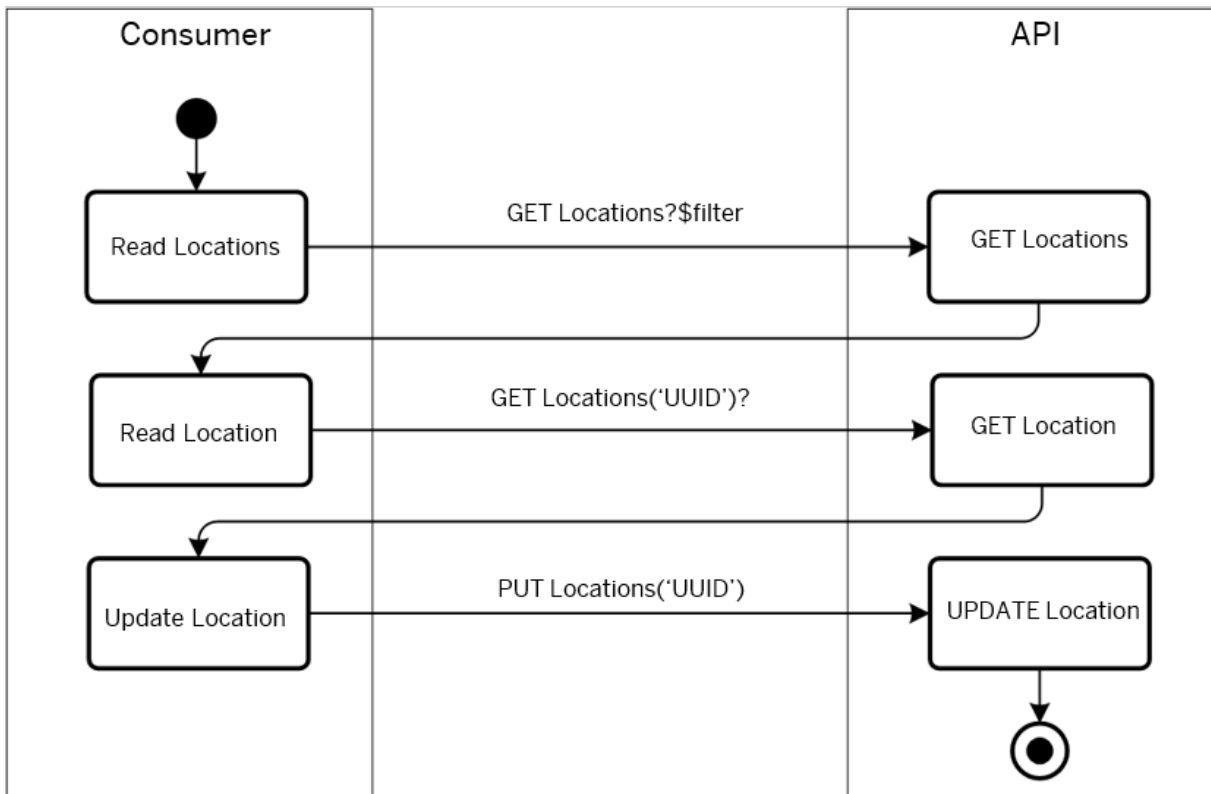 Consumer
API
GET Locations?$filter
Read Locations
GET Locations
GET Locations(‘UUID’)?
Read Location
GET Location
PUT Locations(‘UUID’)
Update Location
UPDATE Location